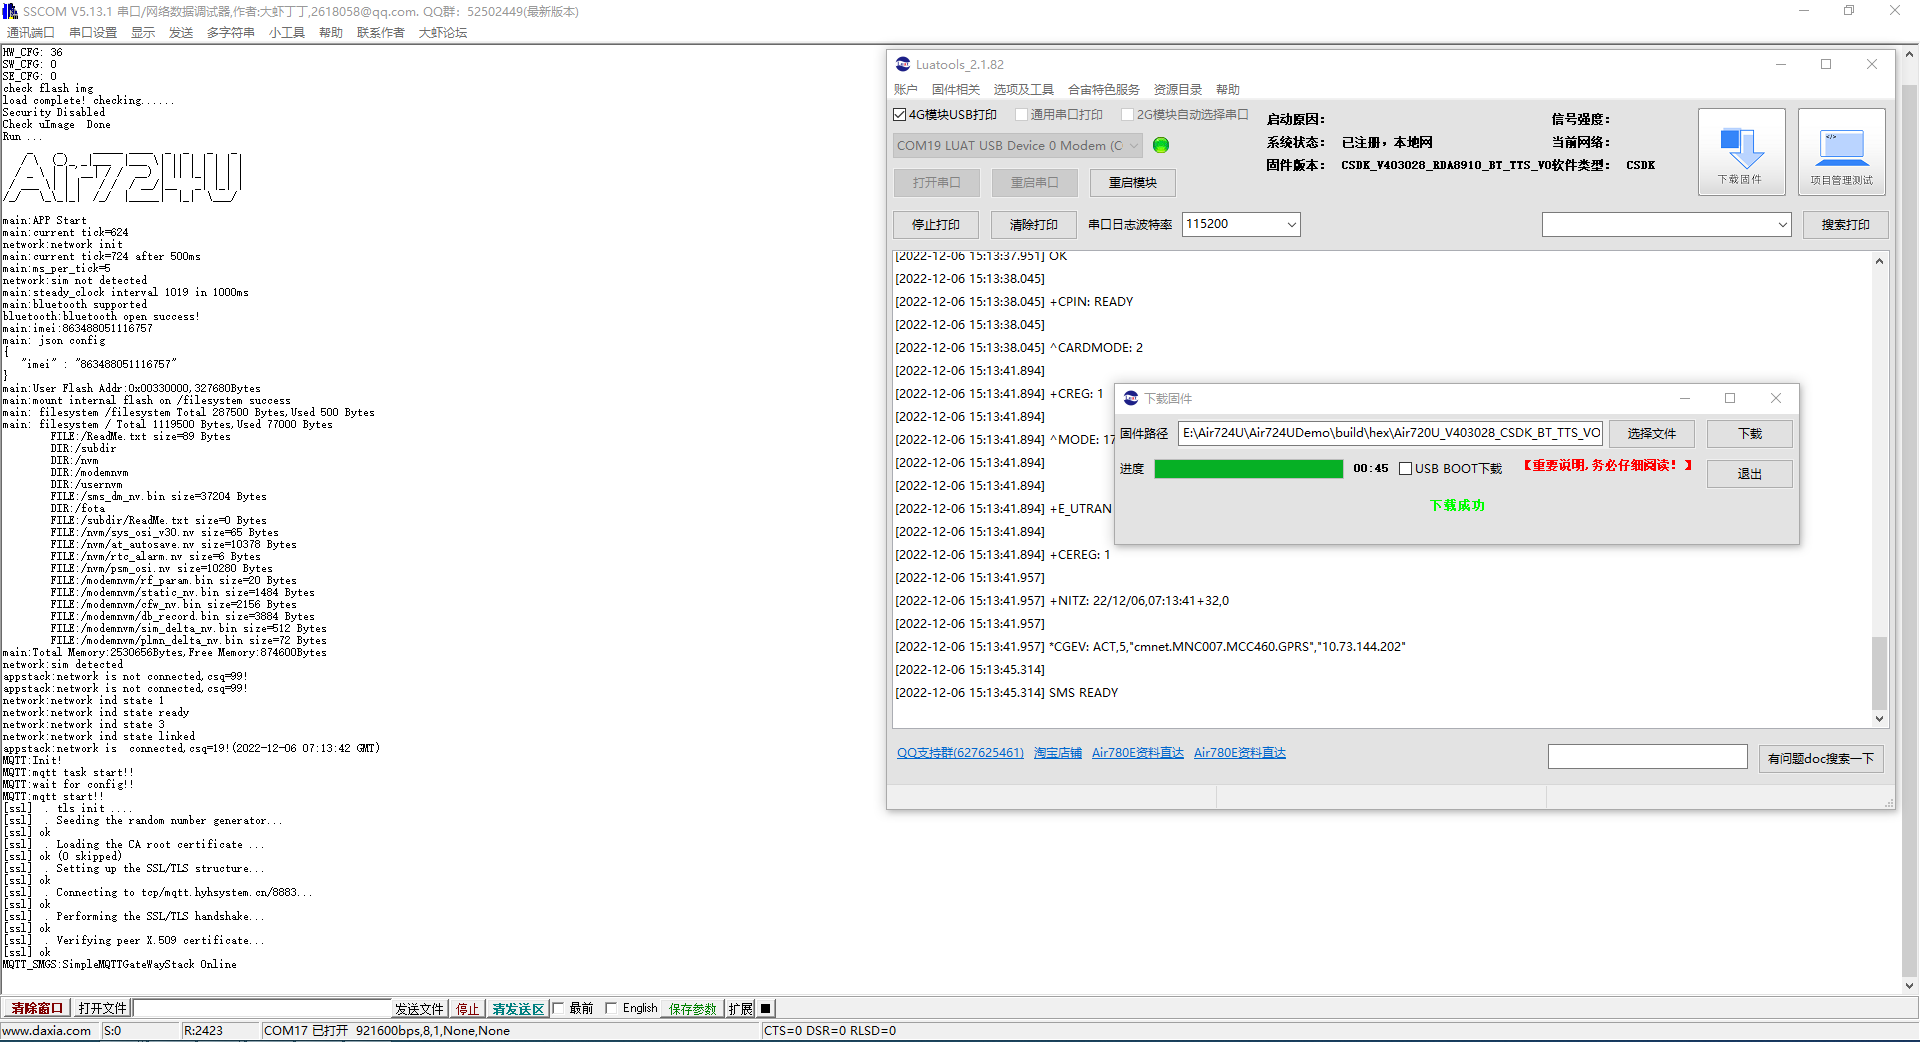 SSCOM V5.13.1 串口/网络数据调试器,作者:大虾丁丁,2618058@qq.com. QQ群: 52502449(最新版本)
通讯端口 串口设置 显示 发送 多字符串 小工具 帮助 联系作者 大虾论坛
HW_CFG: 36
SW_CFG: 0
SE_CFG: 0
check flash img
load complete! checking......
Security Disabled
Check uImage  Done
Run ...
Air724U
main:APP Start
main:current tick=624
network:network init
main:current tick=724 after 500ms
main:ms_per_tick=5
network:sim not detected
main:steady_clock interval 1019 in 1000ms
main:bluetooth supported
bluetooth:bluetooth open success!
main:imei:863488051116757
main: json config
{
"imei" : "863488051116757"
}
main:User Flash Addr:0x00330000,327680Bytes
main:mount internal flash on /filesystem success
main: filesystem /filesystem Total 287500 Bytes,Used 500 Bytes
main: filesystem / Total 1119500 Bytes,Used 77000 Bytes
FILE:/ReadMe.txt size=89 Bytes
DIR:/subdir
DIR:/nvm
DIR:/modemnvm
DIR:/usernvm
FILE:/sms_dm_nv.bin size=37204 Bytes
DIR:/fota
FILE:/subdir/ReadMe.txt size=0 Bytes
FILE:/nvm/sys_osi_v30.nv size=65 Bytes
FILE:/nvm/at_autosave.nv size=10378 Bytes
FILE:/nvm/rtc_alarm.nv size=6 Bytes
FILE:/nvm/psm_osi.nv size=10280 Bytes
FILE:/modemnvm/rf_param.bin size=20 Bytes
FILE:/modemnvm/static_nv.bin size=1484 Bytes
FILE:/modemnvm/cfw_nv.bin size=2156 Bytes
FILE:/modemnvm/db_record.bin size=3884 Bytes
FILE:/modemnvm/sim_delta_nv.bin size=512 Bytes
FILE:/modemnvm/plmn_delta_nv.bin size=72 Bytes
main:Total Memory:2530656Bytes,Free Memory:874600Bytes
network:sim detected
appstack:network is not connected,csq=99!
appstack:network is not connected,csq=99!
network:network ind state 1
network:network ind state ready
network:network ind state 3
network:network ind state linked
appstack:network is  connected,csq=19!(2022-12-06 07:13:42 GMT)
MQTT:Init!
MQTT:mqtt task start!!
MQTT:wait for config!!
MQTT:mqtt start!!
[ssl]  . tls init ....
[ssl]  . Seeding the random number generator...
[ssl] ok
[ssl]  . Loading the CA root certificate ...
[ssl] ok (0 skipped)
[ssl]  . Setting up the SSL/TLS structure...
[ssl] ok
[ssl]  . Connecting to tcp/mqtt.hyhsystem.cn/8883...
[ssl] ok
[ssl]  . Performing the SSL/TLS handshake...
[ssl] ok
[ssl]  . Verifying peer X.509 certificate...
[ssl] ok
MQTT_SMGS:SimpleMQTTGateWayStack Online
Luatools_2.1.82
账户 固件相关 选项及工具 合宙特色服务 资源目录 帮助
4G模块USB打印 通用串口打印 2G模块自动选择串口
COM19 LUAT USB Device 0 Modem (C
打开串口 重启串口 重启模块
启动原因: 信号强度:
系统状态: 已注册，本地网 当前网络:
固件版本: CSDK_V403028_RDA8910_BT_TTS_VO软件类型: CSDK
下载固件 项目管理测试
停止打印 清除打印 串口日志波特率 115200 搜索打印
[2022-12-06 15:13:37.951] OK
[2022-12-06 15:13:38.045]
[2022-12-06 15:13:38.045] +CPIN: READY
[2022-12-06 15:13:38.045]
[2022-12-06 15:13:38.045] ^CARDMODE: 2
[2022-12-06 15:13:41.894]
[2022-12-06 15:13:41.894] +CREG: 1
[2022-12-06 15:13:41.894]
[2022-12-06 15:13:41.894] ^MODE: 17
[2022-12-06 15:13:41.894]
[2022-12-06 15:13:41.894]
[2022-12-06 15:13:41.894] +E_UTRAN
[2022-12-06 15:13:41.894]
[2022-12-06 15:13:41.894] +CEREG: 1
[2022-12-06 15:13:41.957]
[2022-12-06 15:13:41.957] +NITZ: 22/12/06,07:13:41+32,0
[2022-12-06 15:13:41.957]
[2022-12-06 15:13:41.957] *CGEV: ACT,5,"cmnet.MNC007.MCC460.GPRS","10.73.144.202"
[2022-12-06 15:13:45.314]
[2022-12-06 15:13:45.314] SMS READY
下载固件
固件路径 E:\Air724U\Air724UDemo\build\hex\Air720U_V403028_CSDK_BT_TTS_VO 选择文件 下载
进度 00:45 USB BOOT下载 【重要说明,务必仔细阅读！】 退出
下载成功
QQ支持群(627625461) 淘宝店铺 Air780E资料直达 Air780E资料直达 有问题doc搜索一下
清除窗口 打开文件 发送文件 停止 清发送区 最前 English 保存参数 扩展
www.daxia.com S:0 R:2423 COM17 已打开  921600bps,8,1,None,None CTS=0 DSR=0 RLSD=0